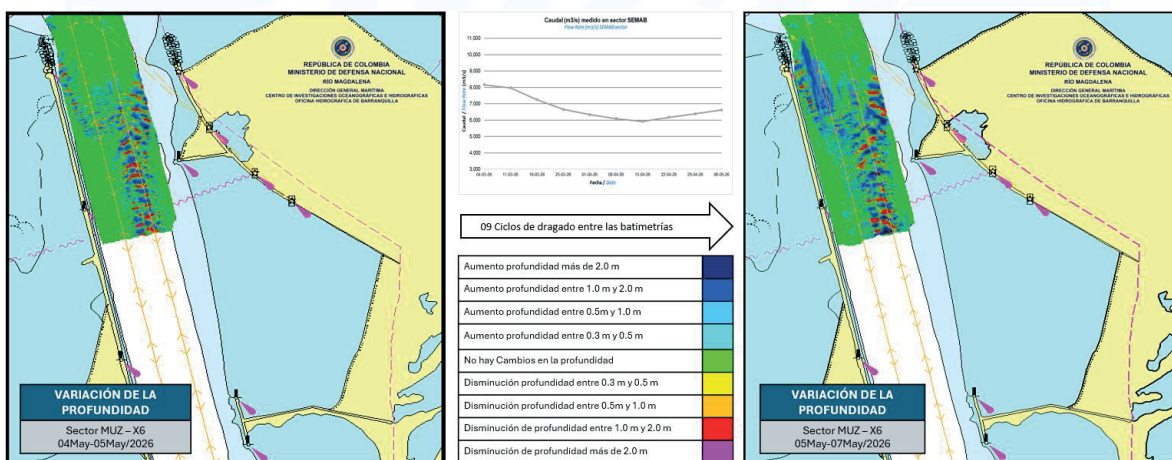 REPÚBLICA DE COLOMBIA
MINISTERIO DE DEFENSA NACIONAL
RÍO MAGDALENA
DIRECCIÓN GENERAL MARÍTIMA
CENTRO DE INVESTIGACIONES OCEANOGRÁFICAS E HIDROGRÁFICAS
OFICINA HIDROGRÁFICA DE BARRANQUILLA
VARIACIÓN DE LA
PROFUNDIDAD
Sector MUZ – X6
04May-05May/2026
Caudal (m3/s) medido en sector SEMAB
Flow Rate (m3/s) SEMAB sector
Caudal / Flow Rate (m3/s)
11.000
10.000
9.000
8.000
7.000
6.000
5.000
4.000
3.000
Fecha / Date
09 Ciclos de dragado entre las batimetrías
Aumento profundidad más de 2.0 m
Aumento profundidad entre 1.0 m y 2.0 m
Aumento profundidad entre 0.5m y 1.0 m
Aumento profundidad entre 0.3 m y 0.5 m
No hay Cambios en la profundidad
Disminución profundidad entre 0.3 m y 0.5 m
Disminución profundidad entre 0.5m y 1.0 m
Disminución de profundidad entre 1.0 m y 2.0 m
Disminución de profundidad más de 2.0 m
REPÚBLICA DE COLOMBIA
MINISTERIO DE DEFENSA NACIONAL
RÍO MAGDALENA
DIRECCIÓN GENERAL MARÍTIMA
CENTRO DE INVESTIGACIONES OCEANOGRÁFICAS E HIDROGRÁFICAS
OFICINA HIDROGRÁFICA DE BARRANQUILLA
VARIACIÓN DE LA
PROFUNDIDAD
Sector MUZ – X6
05May-07May/2026